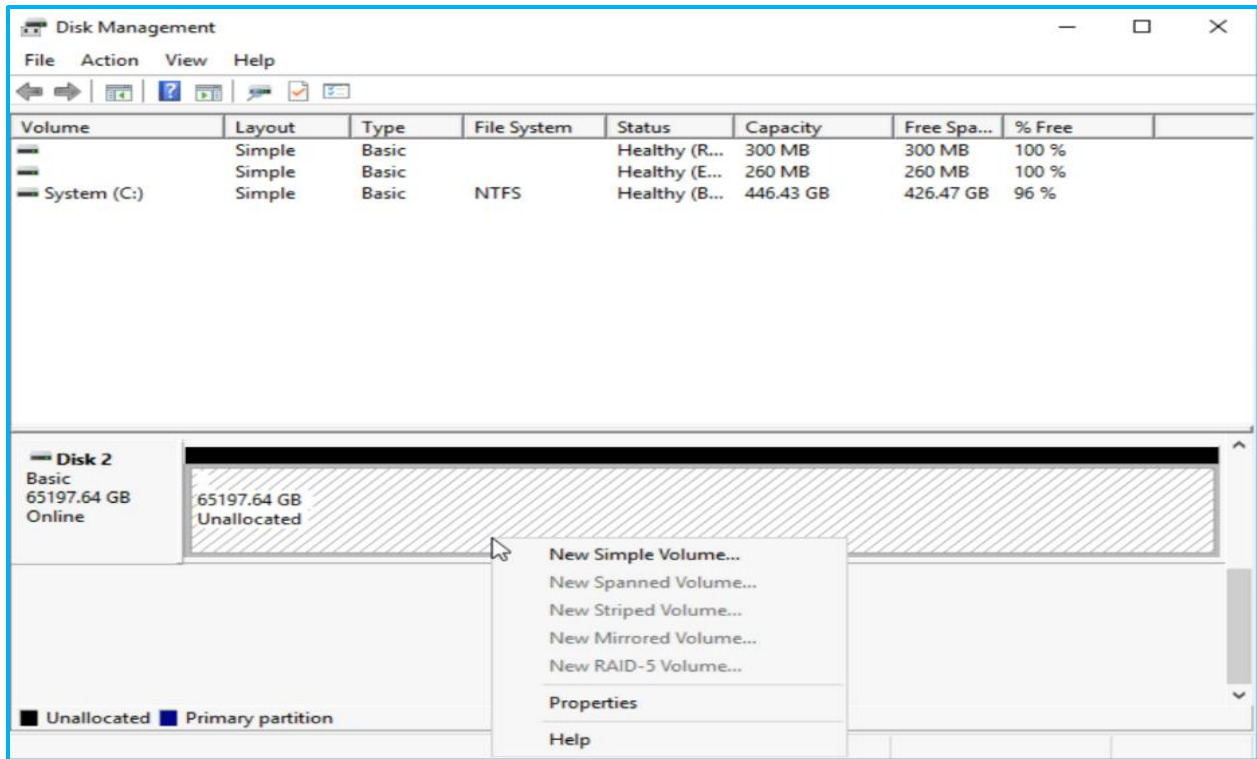 Disk Management
File Action View Help
Volume Layout Type File System Status Capacity Free Spa... % Free
Simple Basic Healthy (R... 300 MB 300 MB 100 %
Simple Basic Healthy (E... 260 MB 260 MB 100 %
System (C:) Simple Basic NTFS Healthy (B... 446.43 GB 426.47 GB 96 %
Disk 2
Basic
65197.64 GB
Online
65197.64 GB
Unallocated
New Simple Volume...
New Spanned Volume...
New Striped Volume...
New Mirrored Volume...
New RAID-5 Volume...
Properties
Help
Unallocated Primary partition